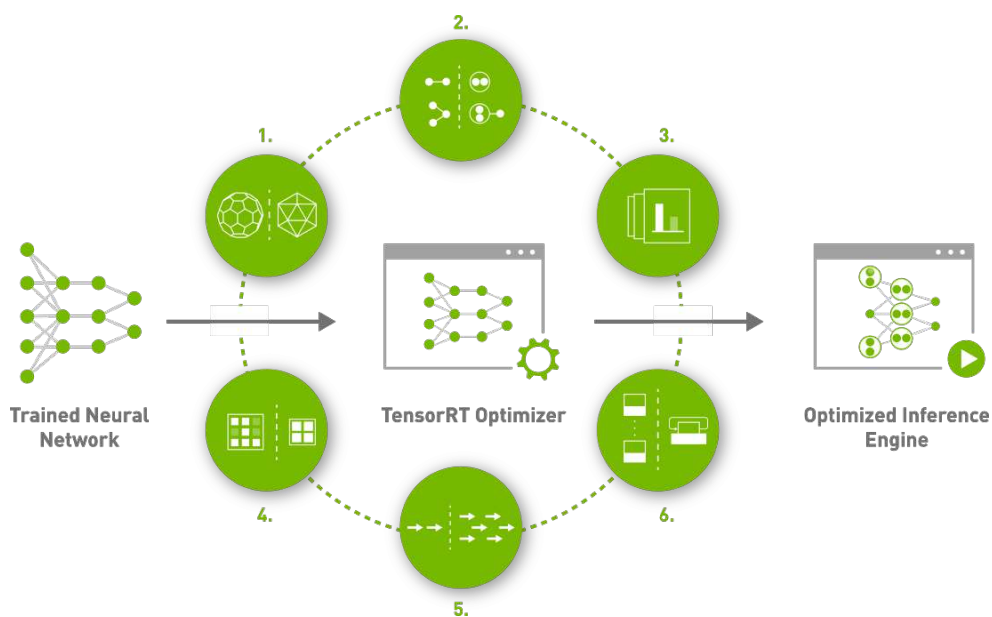 2.
1.
3.
Trained Neural
Network
TensorRT Optimizer
Optimized Inference
Engine
4.
6.
5.